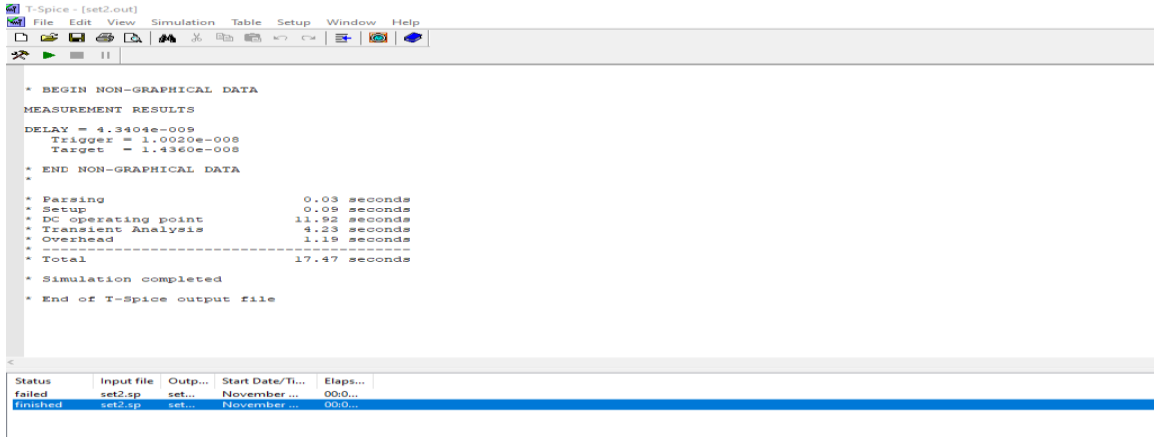 T-Spice - [set2.out]
File Edit View Simulation Table Setup Window Help
* BEGIN NON-GRAPHICAL DATA
MEASUREMENT RESULTS
DELAY = 4.3404e-009
Trigger = 1.0020e-008
Target = 1.4360e-008
* END NON-GRAPHICAL DATA
*
* Parsing 0.03 seconds
* Setup 0.09 seconds
* DC operating point 11.92 seconds
* Transient Analysis 4.23 seconds
* Overhead 1.19 seconds
* -----------------------------------------
* Total 17.47 seconds
* Simulation completed
* End of T-Spice output file
Status Input file Outp... Start Date/Ti... Elaps...
failed set2.sp set... November ... 00:0...
finished set2.sp set... November ... 00:0...